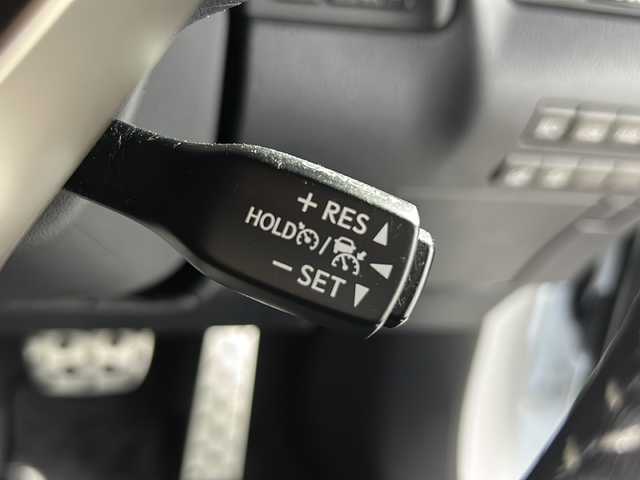 + RES ▲
HOLD / ◀
− SET ▼